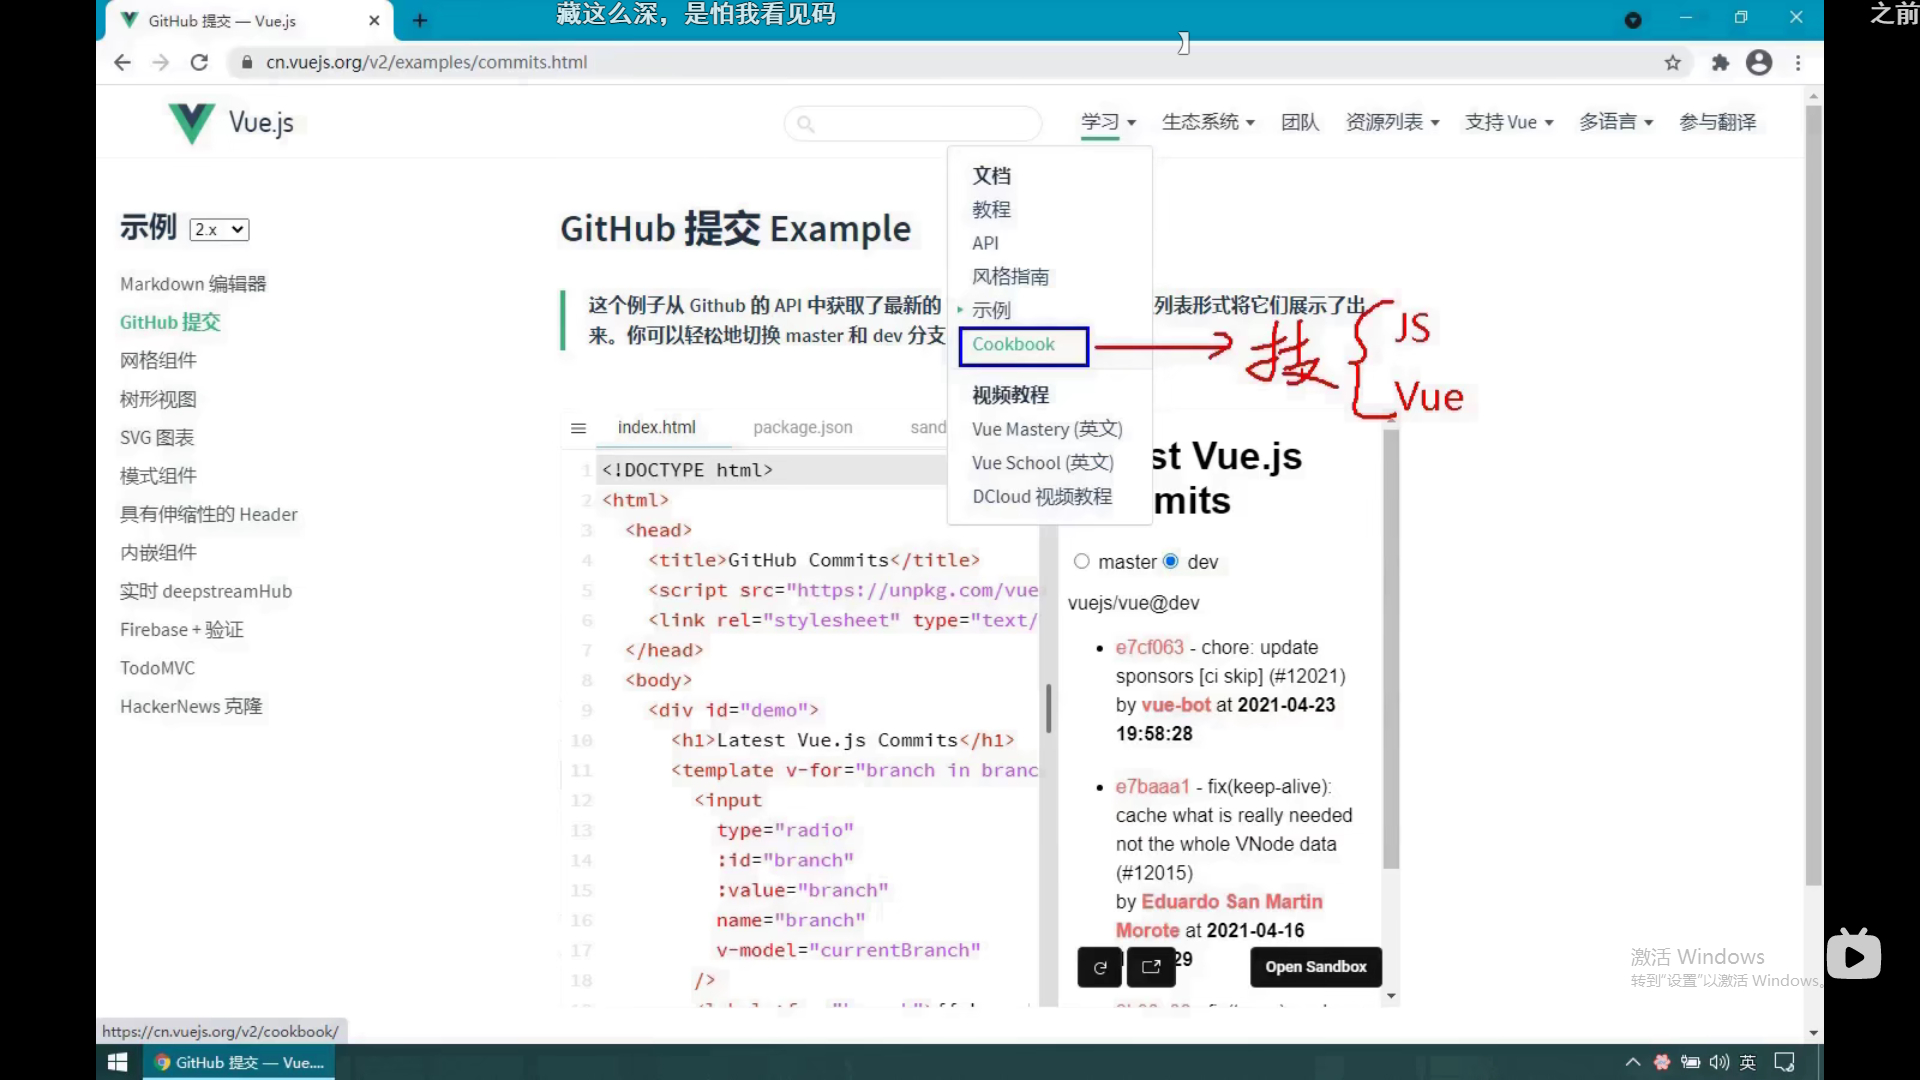 藏这么深，是怕我看见码
之前
GitHub 提交 — Vue.js
cn.vuejs.org/v2/examples/commits.html
Vue.js
学习
生态系统
团队
资源列表
支持 Vue
多语言
参与翻译
文档
教程
API
风格指南
示例
Cookbook
视频教程
Vue Mastery (英文)
Vue School (英文)
DCloud 视频教程
技
JS
Vue
示例
2.x
Markdown 编辑器
GitHub 提交
网格组件
树形视图
SVG 图表
模式组件
具有伸缩性的 Header
内嵌组件
实时 deepstreamHub
Firebase + 验证
TodoMVC
HackerNews 克隆
GitHub 提交 Example
这个例子从 Github 的 API 中获取了最新的 列表形式将它们展示了出
来。你可以轻松地切换 master 和 dev 分支
index.html
package.json
sand
1 <!DOCTYPE html>
2 <html>
3 <head>
4 <title>GitHub Commits</title>
5 <script src="https://unpkg.com/vue
6 <link rel="stylesheet" type="text/
7 </head>
8 <body>
9 <div id="demo">
10 <h1>Latest Vue.js Commits</h1>
11 <template v-for="branch in branc
12 <input
13 type="radio"
14 :id="branch"
15 :value="branch"
16 name="branch"
17 v-model="currentBranch"
18 />
st Vue.js
mits
master
dev
vuejs/vue@dev
e7cf063 - chore: update
sponsors [ci skip] (#12021)
by vue-bot at 2021-04-23
19:58:28
e7baaa1 - fix(keep-alive):
cache what is really needed
not the whole VNode data
(#12015)
by Eduardo San Martin
Morote at 2021-04-16
29
Open Sandbox
激活 Windows
转到"设置"以激活 Windows。
https://cn.vuejs.org/v2/cookbook/
GitHub 提交 — Vue....
英